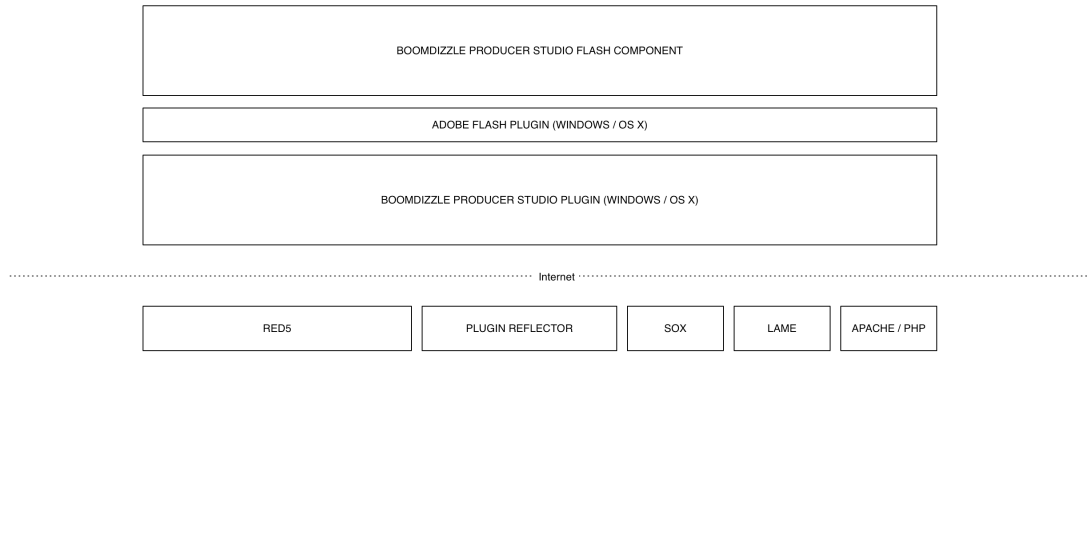 BOOMDIZZLE PRODUCER STUDIO FLASH COMPONENT
ADOBE FLASH PLUGIN (WINDOWS / OS X)
BOOMDIZZLE PRODUCER STUDIO PLUGIN (WINDOWS / OS X)
Internet
RED5
PLUGIN REFLECTOR
SOX
LAME
APACHE / PHP